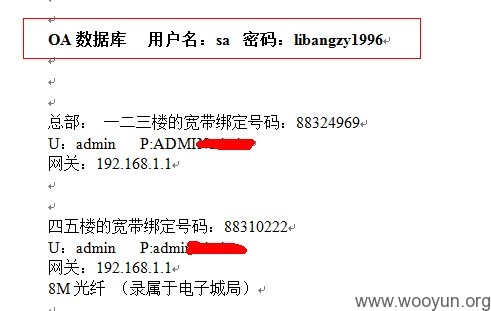 OA 数据库 用户名：sa 密码：libangzy1996
总部： 一二三楼的宽带绑定号码：88324969
U：admin P:ADMI
网关：192.168.1.1
四五楼的宽带绑定号码：88310222
U：admin P:admi
网关：192.168.1.1
8M 光纤 （隶属于电子城局）
www.wooyun.org